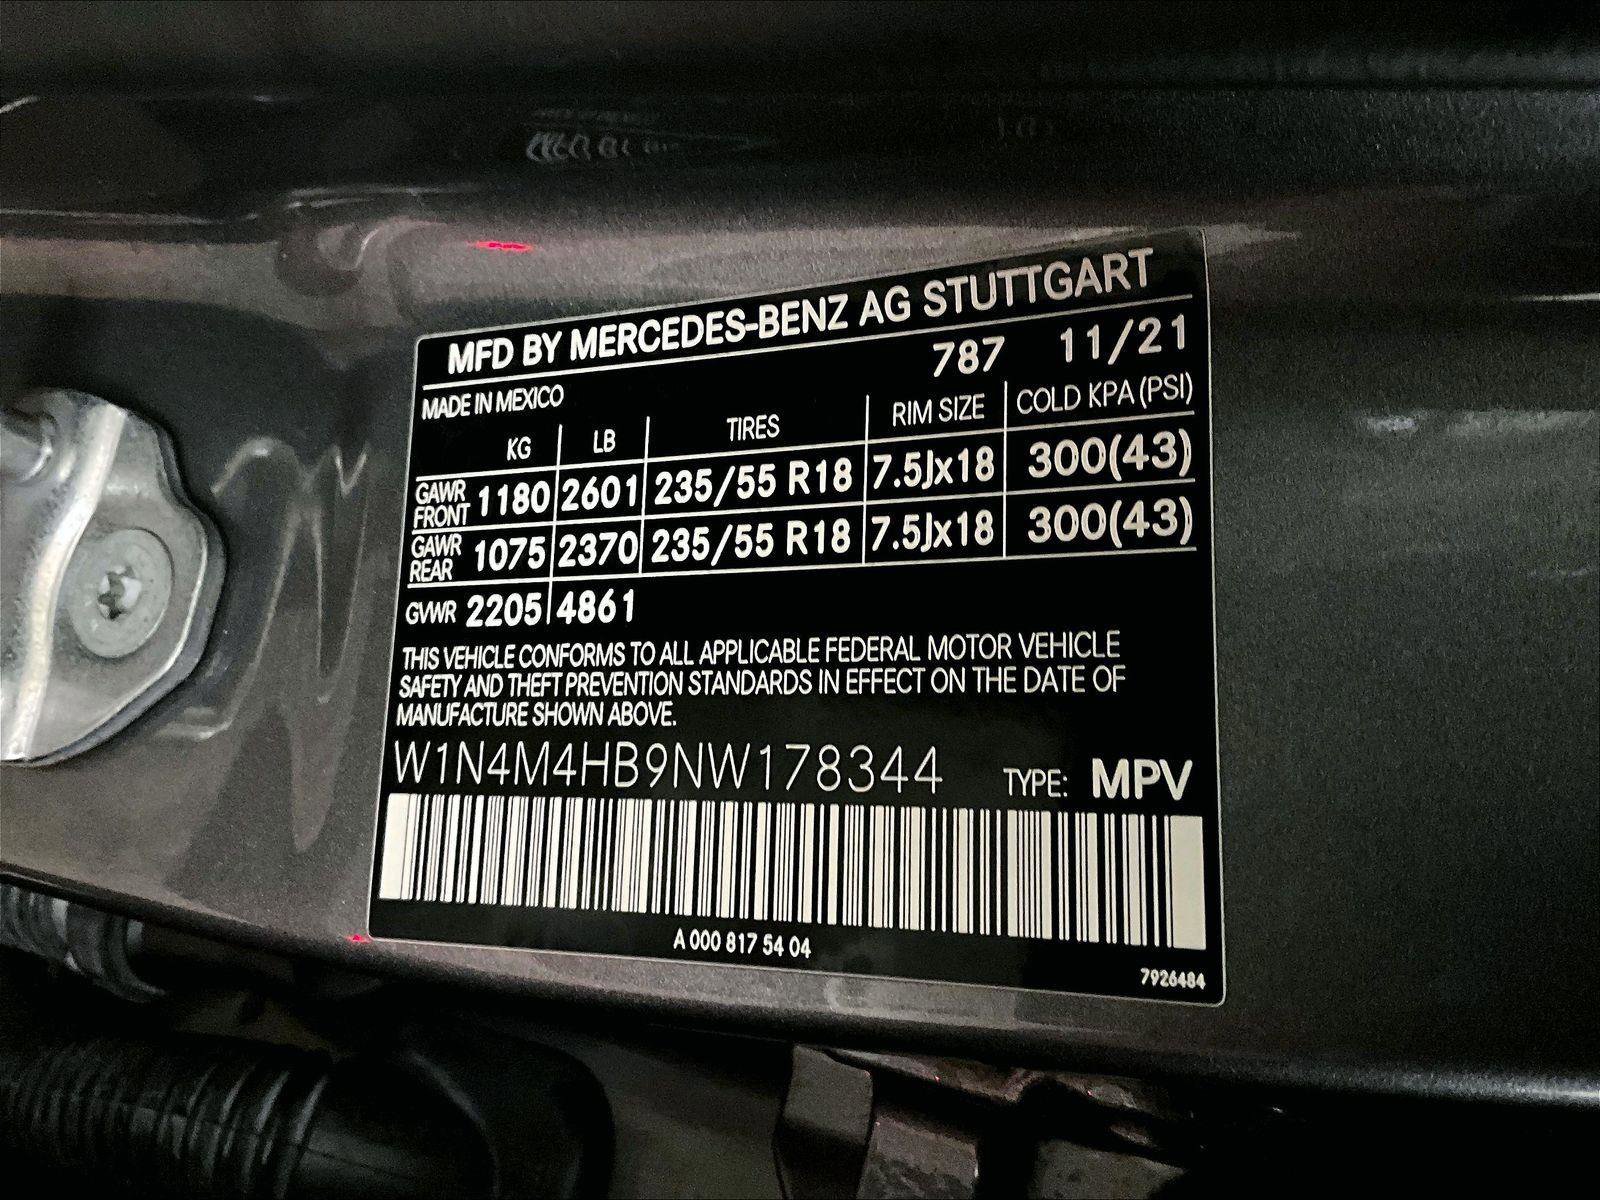 MFD BY MERCEDES-BENZ AG STUTTGART
787 11/21
MADE IN MEXICO
KG LB TIRES RIM SIZE COLD KPA (PSI)
GAWR FRONT 1180 2601 235/55 R18 7.5Jx18 300(43)
GAWR REAR 1075 2370 235/55 R18 7.5Jx18 300(43)
GVWR 2205 4861
THIS VEHICLE CONFORMS TO ALL APPLICABLE FEDERAL MOTOR VEHICLE
SAFETY AND THEFT PREVENTION STANDARDS IN EFFECT ON THE DATE OF
MANUFACTURE SHOWN ABOVE.
W1N4M4HB9NW178344 TYPE: MPV
A 000 817 54 04
7926484